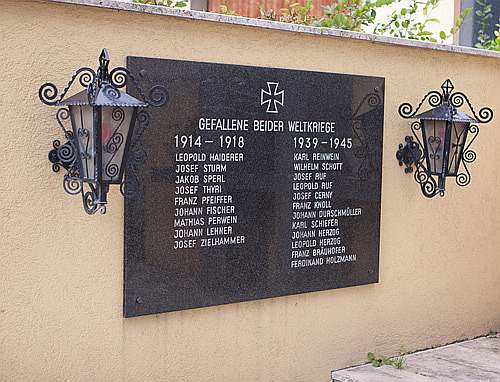 GEFALLENE BEIDER WELTKRIEGE
1914 – 1918
LEOPOLD HAIDERER
JOSEF STURM
JAKOB SPERL
JOSEF THYRI
FRANZ PFEIFFER
JOHANN FISCHER
MATHIAS PERWEIN
JOHANN LEHNER
JOSEF ZIELHAMMER
1939 – 1945
KARL REINWEIN
WILHELM SCHOTT
JOSEF RUF
LEOPOLD RUF
JOSEF CERNY
FRANZ KNOLL
JOHANN DURSCHMÜLLER
KARL SCHIEFER
JOHANN HERZOG
LEOPOLD HERZOG
FRANZ BRÄUHOFER
FERDINAND HOLZMANN